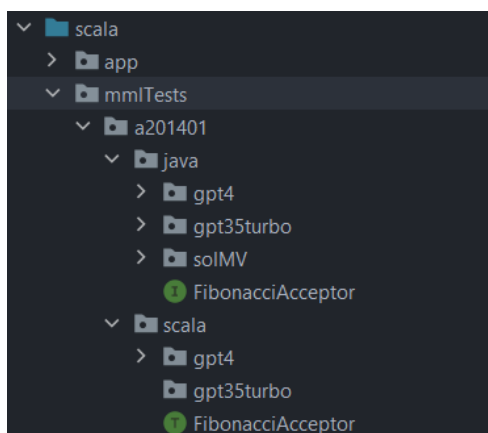 scala
app
mmlTests
a201401
java
gpt4
gpt35turbo
solMV
I FibonacciAcceptor
scala
gpt4
gpt35turbo
T FibonacciAcceptor